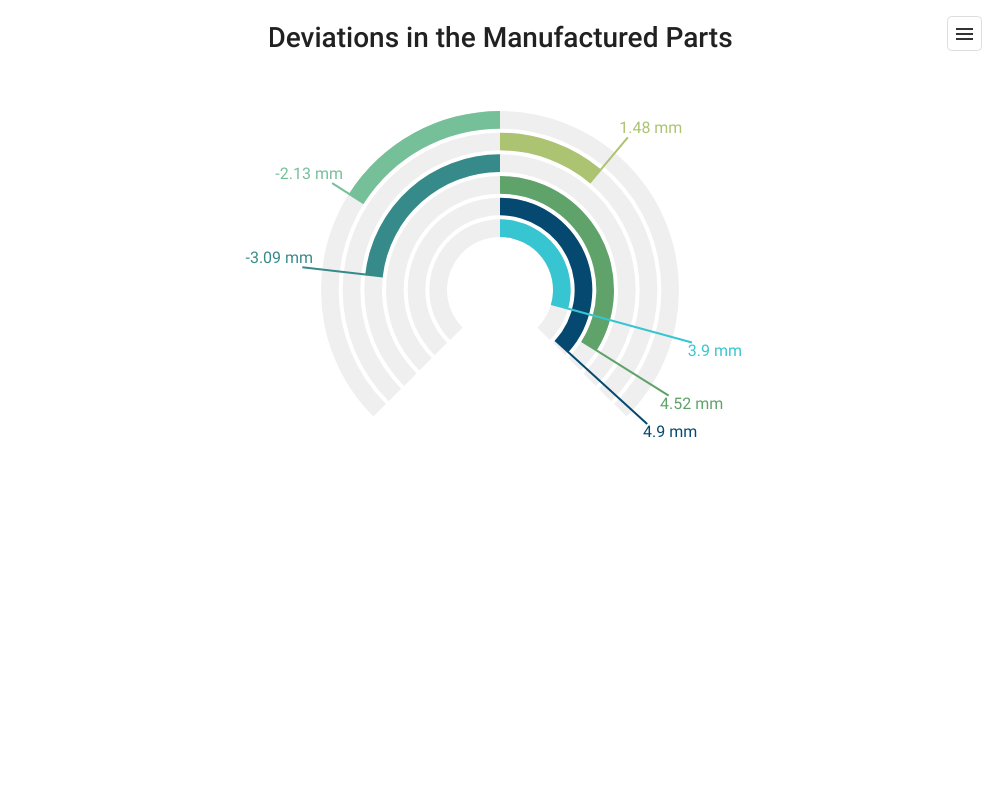 Deviations in the Manufactured Parts
1.48 mm
-2.13 mm
-3.09 mm
3.9 mm
4.52 mm
4.9 mm